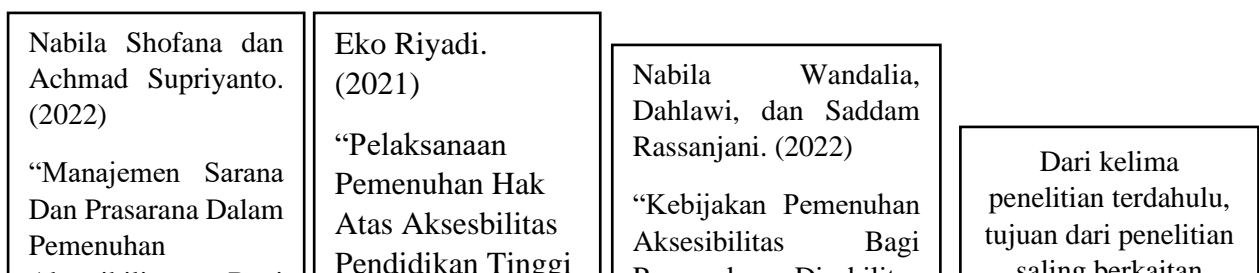 Nabila Shofana dan
Achmad Supriyanto.
(2022)
“Manajemen Sarana
Dan Prasarana Dalam
Pemenuhan
Eko Riyadi.
(2021)
“Pelaksanaan
Pemenuhan Hak
Atas Aksesbilitas
Pendidikan Tinggi
Nabila Wandalia,
Dahlawi, dan Saddam
Rassanjani. (2022)
“Kebijakan Pemenuhan
Aksesibilitas Bagi
Dari kelima
penelitian terdahulu,
tujuan dari penelitian
saling berkaitan